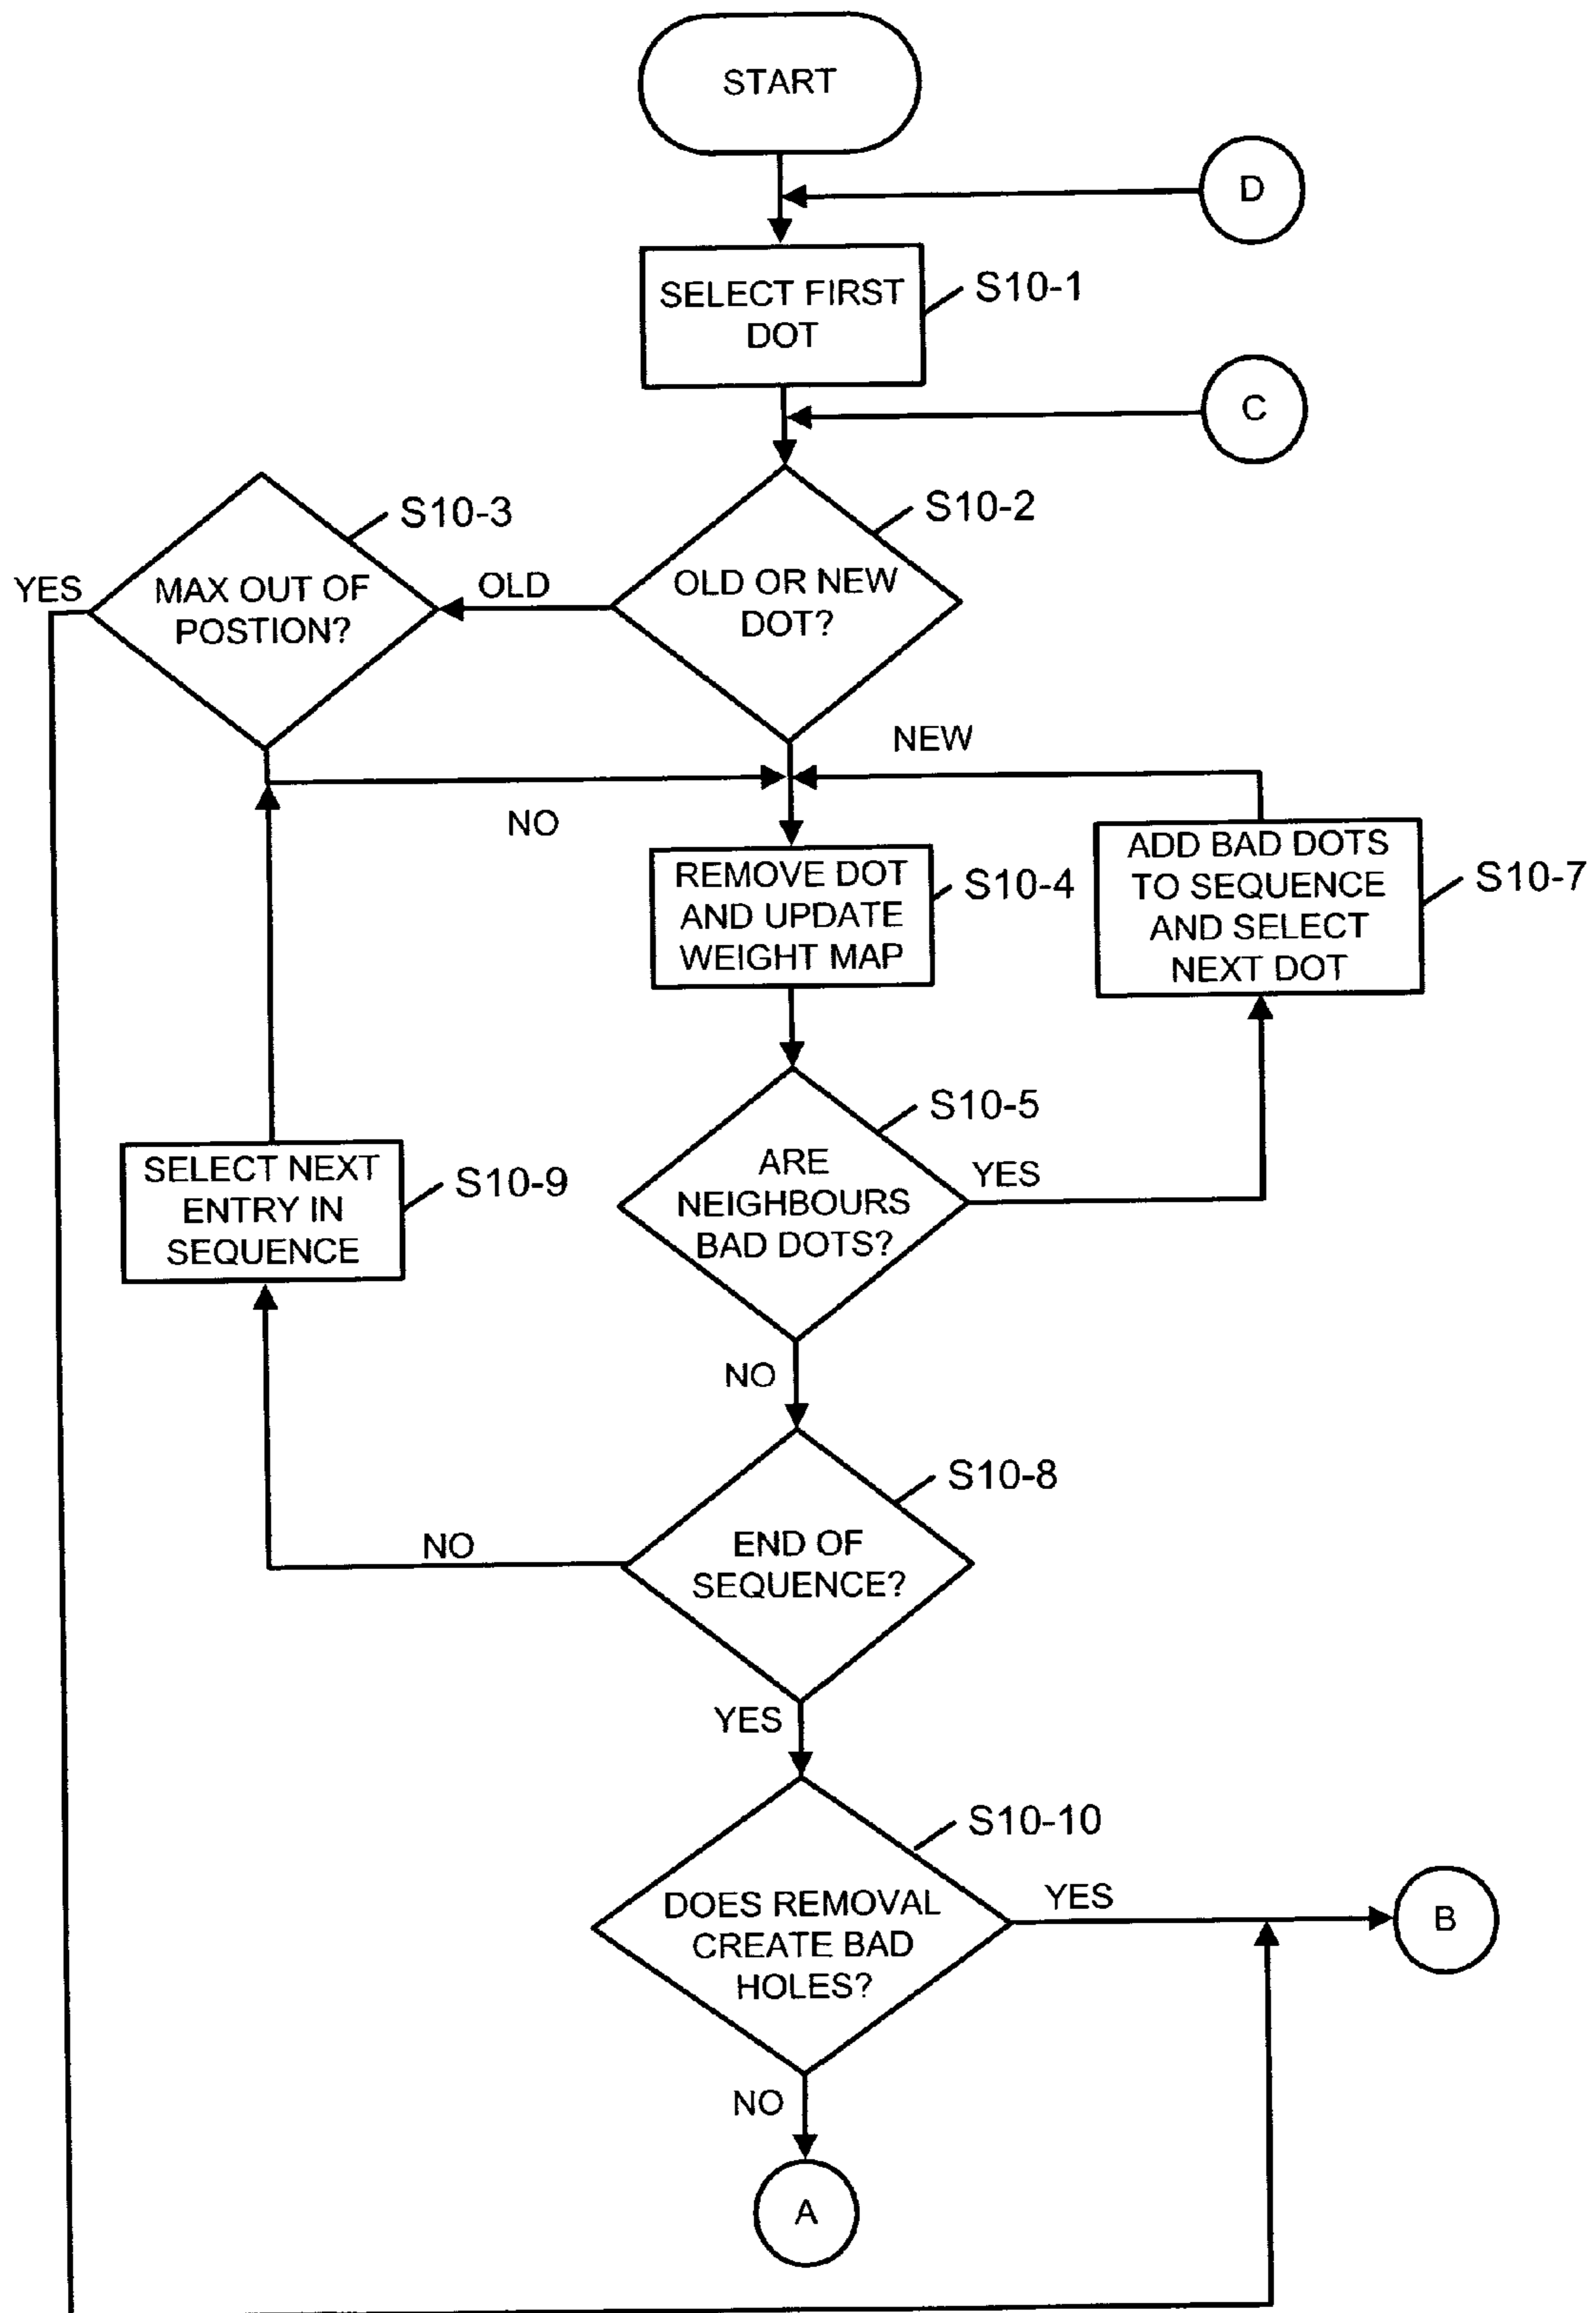 START
D
SELECT FIRST
DOT
S10-1
C
S10-3
S10-2
YES
MAX OUT OF
POSTION?
OLD
OLD OR NEW
DOT?
NEW
NO
REMOVE DOT
AND UPDATE
WEIGHT MAP
S10-4
ADD BAD DOTS
TO SEQUENCE
AND SELECT
NEXT DOT
S10-7
S10-5
ARE
NEIGHBOURS
BAD DOTS?
YES
SELECT NEXT
ENTRY IN
SEQUENCE
S10-9
NO
S10-8
END OF
SEQUENCE?
NO
YES
S10-10
DOES REMOVAL
CREATE BAD
HOLES?
YES
B
NO
A